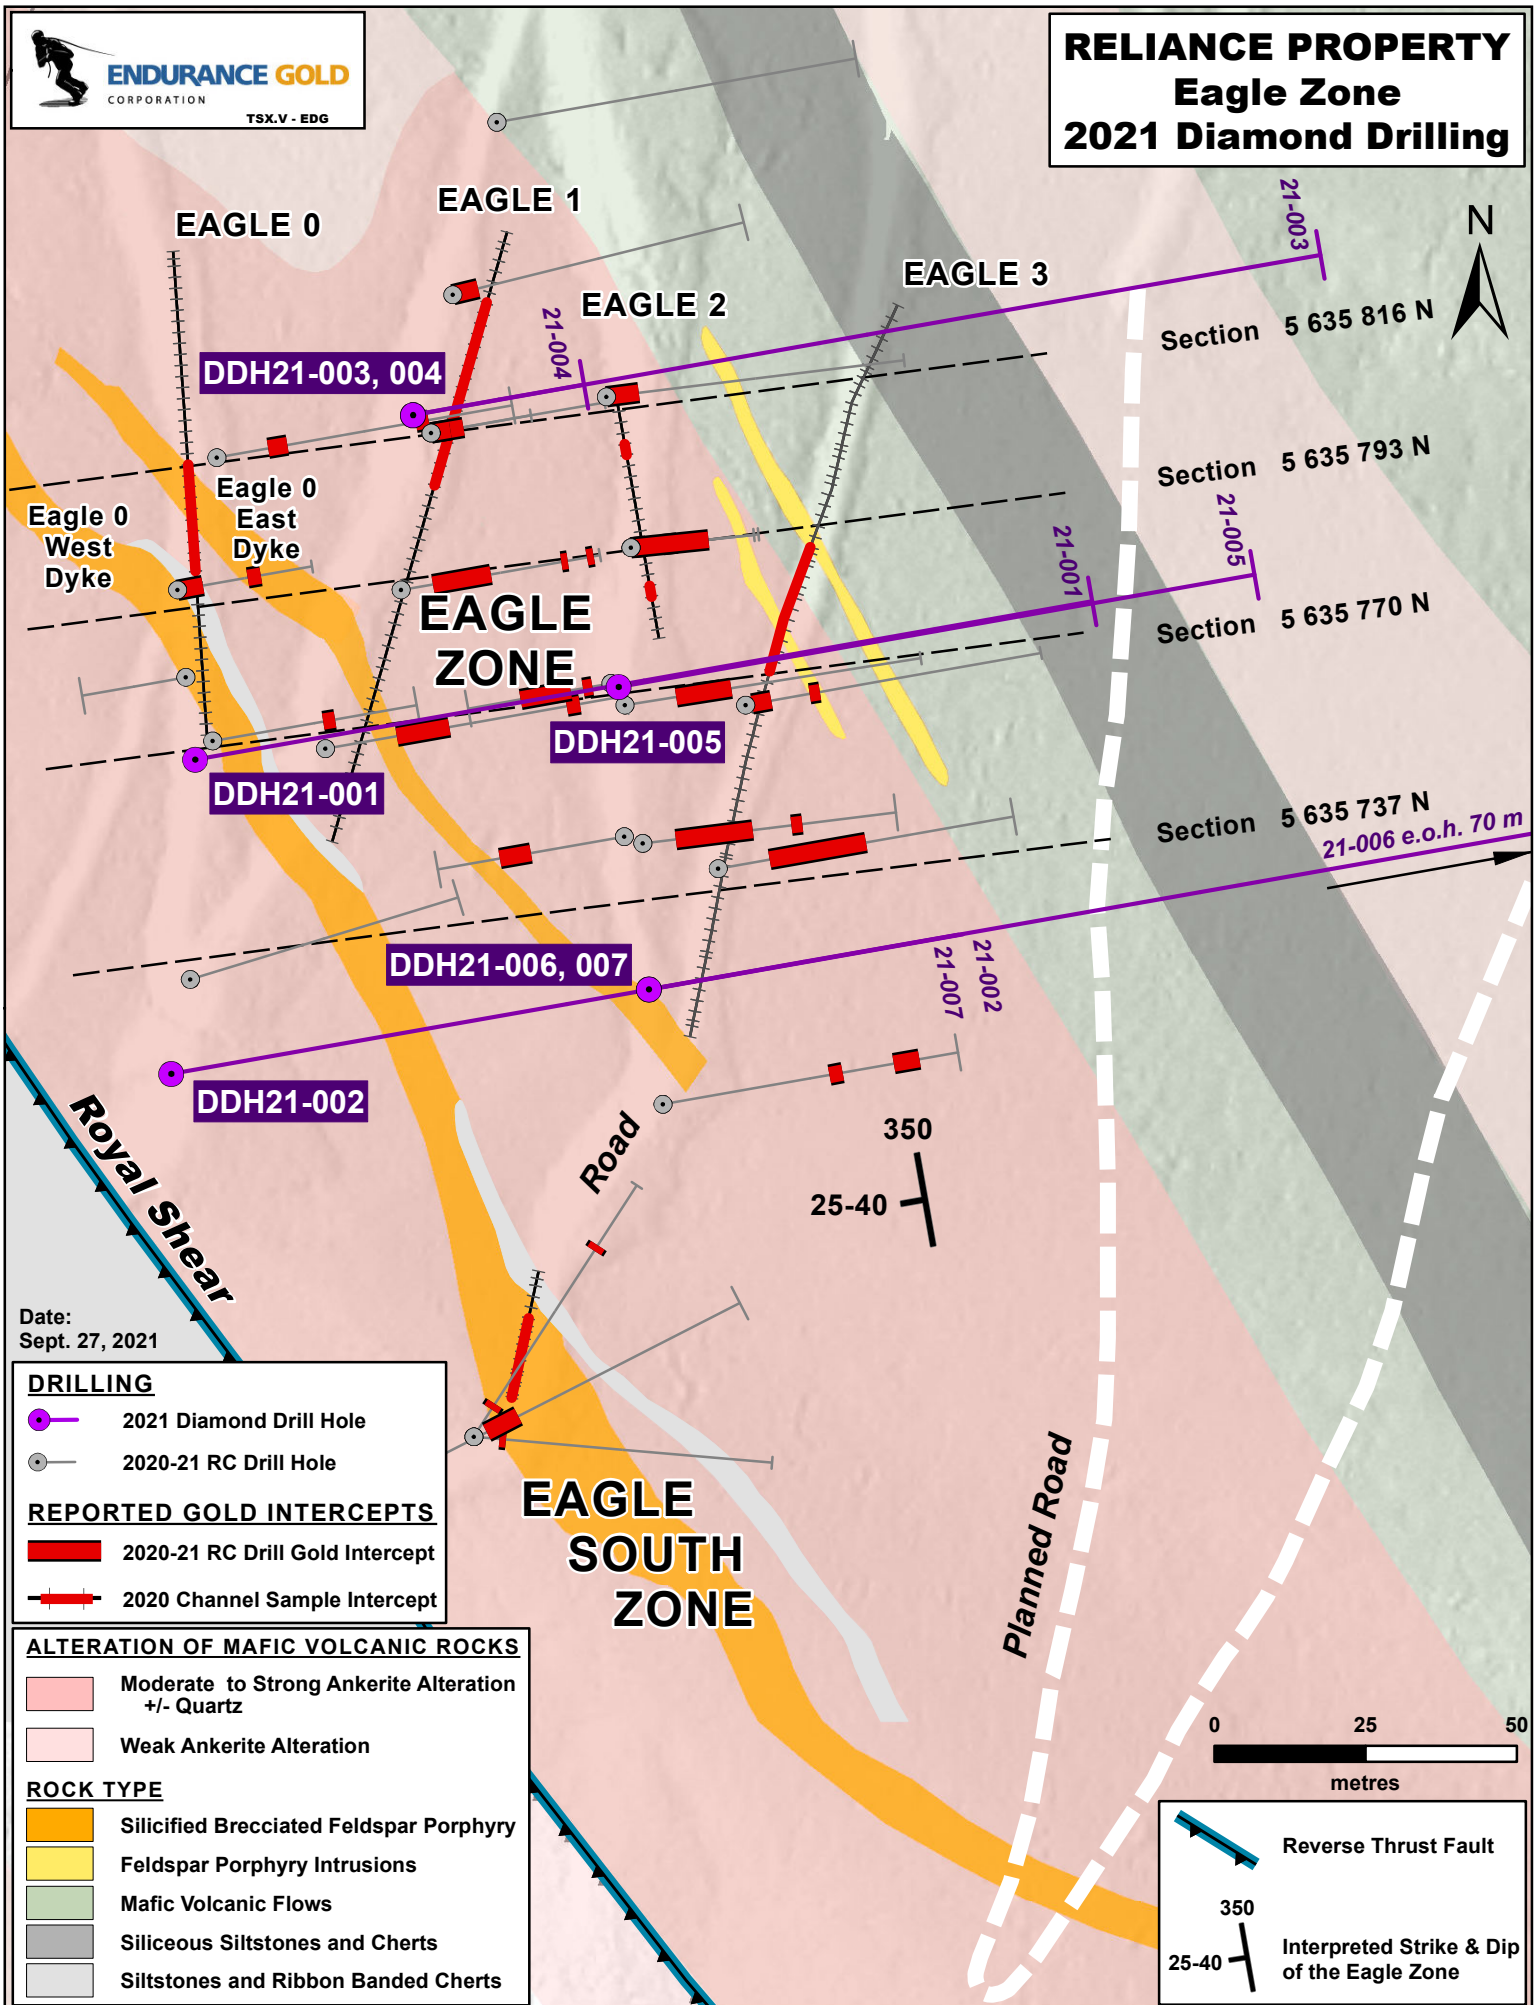 ENDURANCE GOLD
CORPORATION
TSX.V - EDG
RELIANCE PROPERTY
Eagle Zone
2021 Diamond Drilling
N
EAGLE 0
EAGLE 1
EAGLE 2
EAGLE 3
21-003
21-004
DDH21-003, 004
Section 5 635 816 N
Section 5 635 793 N
Eagle 0
West
Dyke
Eagle 0
East
Dyke
21-001
21-005
EAGLE
ZONE
Section 5 635 770 N
DDH21-005
DDH21-001
Section 5 635 737 N
21-006 e.o.h. 70 m
DDH21-006, 007
21-007
21-002
DDH21-002
Royal Shear
Road
350
25-40
Date:
Sept. 27, 2021
EAGLE
SOUTH
ZONE
Planned Road
DRILLING
2021 Diamond Drill Hole
2020-21 RC Drill Hole
REPORTED GOLD INTERCEPTS
2020-21 RC Drill Gold Intercept
2020 Channel Sample Intercept
ALTERATION OF MAFIC VOLCANIC ROCKS
Moderate to Strong Ankerite Alteration
+/- Quartz
Weak Ankerite Alteration
ROCK TYPE
Silicified Brecciated Feldspar Porphyry
Feldspar Porphyry Intrusions
Mafic Volcanic Flows
Siliceous Siltstones and Cherts
Siltstones and Ribbon Banded Cherts
0 25 50
metres
Reverse Thrust Fault
350
25-40
Interpreted Strike & Dip
of the Eagle Zone